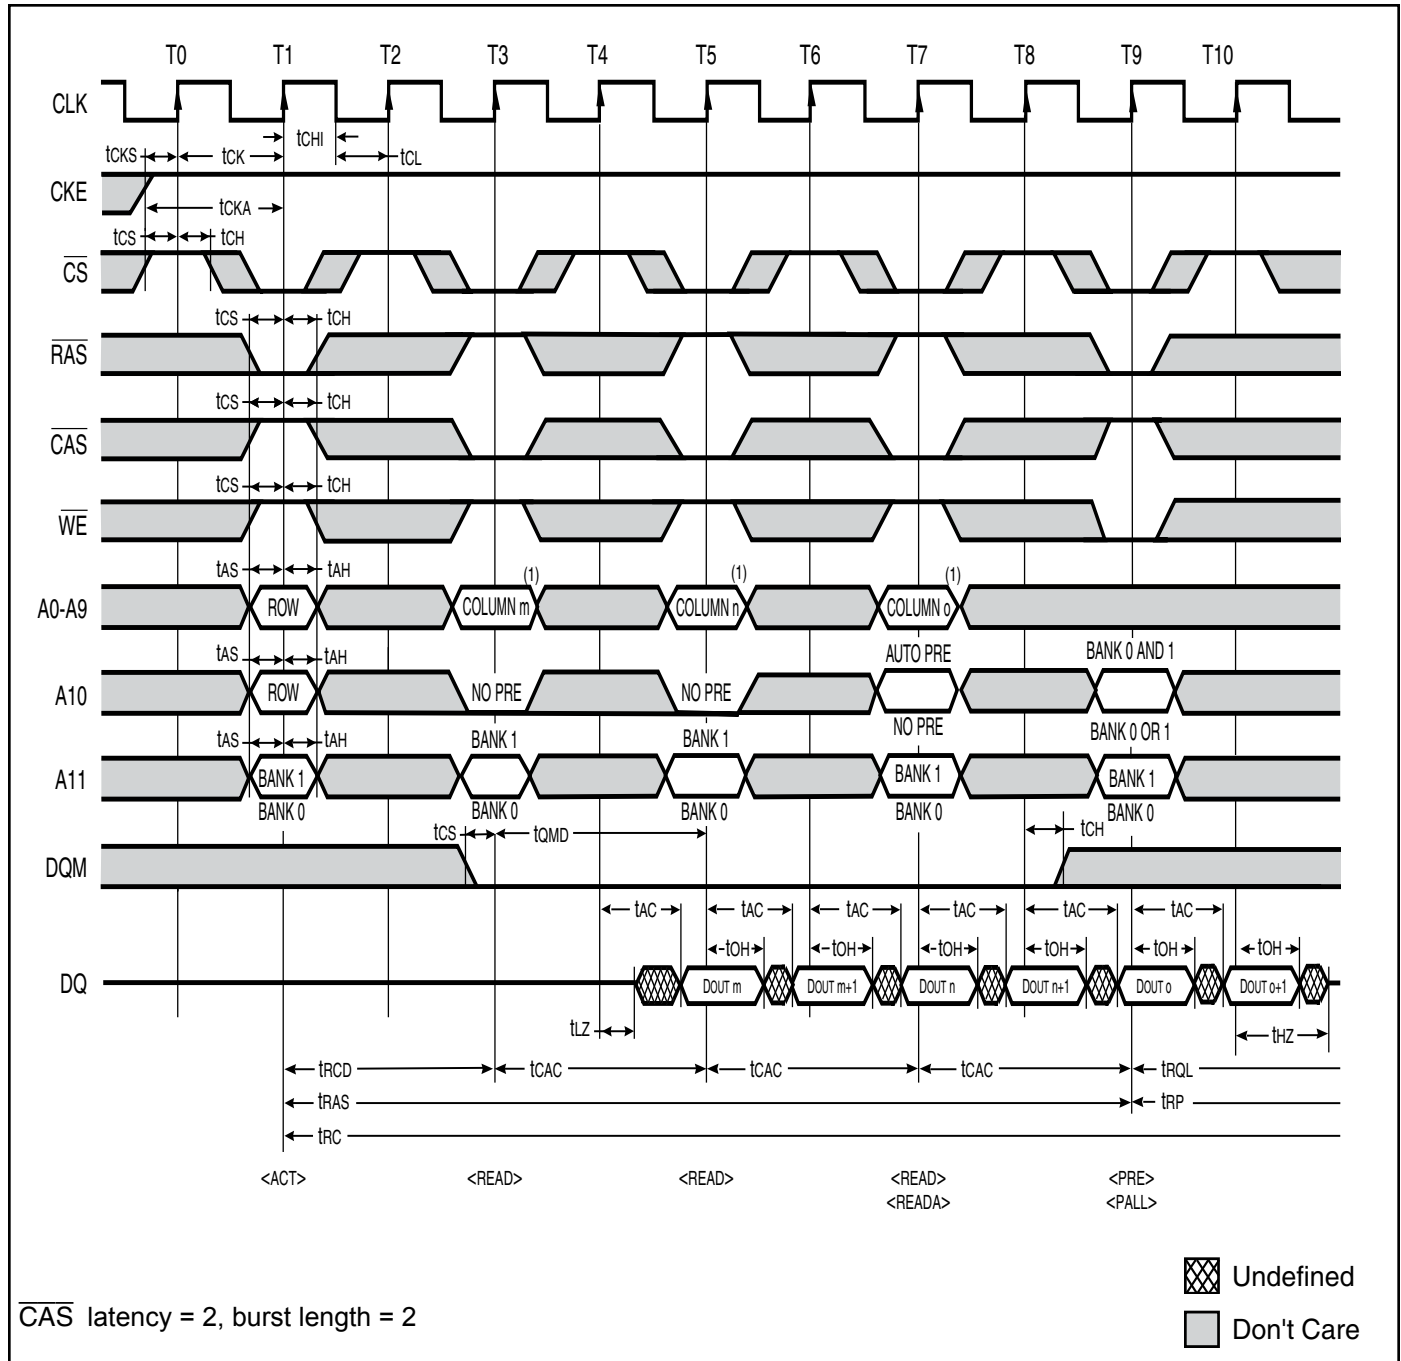 T0 T1 T2 T3 T4 T5 T6 T7 T8 T9 T10
CLK
tCHI
tCKS tCK tCL
CKE
tCKA
tCS tCH
CS
tCS tCH
RAS
tCS tCH
CAS
tCS tCH
WE
tAS tAH (1) (1) (1)
A0-A9 ROW COLUMN m COLUMN n COLUMN o
tAS tAH AUTO PRE BANK 0 AND 1
A10 ROW NO PRE NO PRE
NO PRE BANK 0 OR 1
tAS tAH BANK 1 BANK 1
A11 BANK 1 BANK 1 BANK 1
BANK 0 BANK 0 BANK 0 BANK 0 BANK 0
tCS tQMD tCH
DQM
tAC tAC tAC tAC tAC tAC
tOH tOH tOH tOH tOH tOH
DQ DOUT m DOUT m+1 DOUT n DOUT n+1 DOUT o DOUT o+1
tLZ tHZ
tRCD tCAC tCAC tCAC tRQL
tRAS tRP
tRC
<ACT> <READ> <READ> <READ> <PRE>
<READA> <PALL>
Undefined
CAS latency = 2, burst length = 2
Don't Care